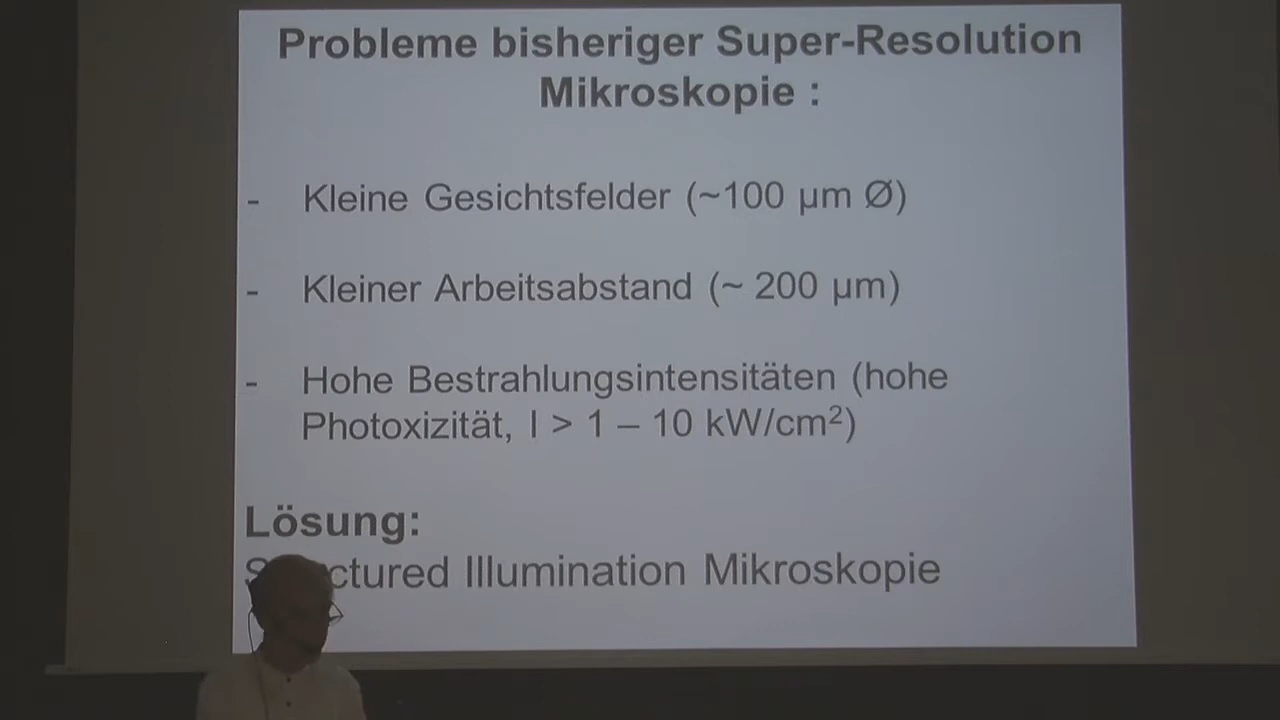 Probleme bisheriger Super-Resolution
Mikroskopie :
- Kleine Gesichtsfelder (~100 µm Ø)
- Kleiner Arbeitsabstand (~ 200 µm)
- Hohe Bestrahlungsintensitäten (hohe
Photoxizität, I > 1 – 10 kW/cm²)
Lösung:
Illumination Mikroskopie